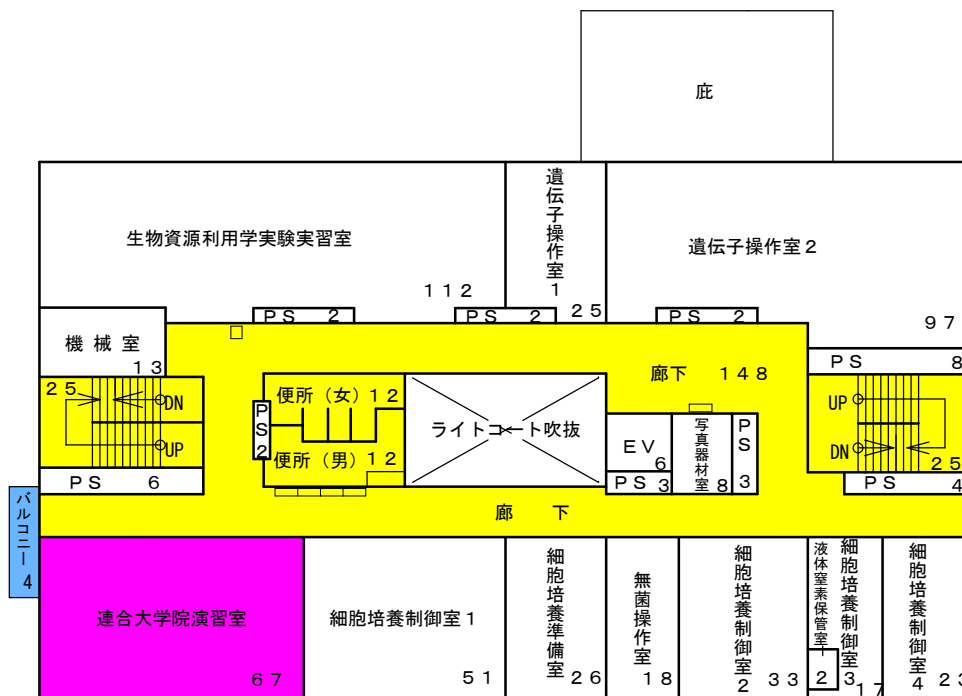 庇
生物資源利用学実験実習室
112
遺伝子操作室1
25
遺伝子操作室2
97
機械室
13
PS 2
PS 2
PS 2
PS 8
25
DN
UP
PS 6
PS2
便所（女）12
便所（男）12
ライトコート吹抜
廊下 148
EV
6
PS 3
写真器材室
8
PS 3
UP
DN
25
PS 4
廊 下
バルコニー 4
連合大学院演習室
67
細胞培養制御室1
51
細胞培養準備室
26
無菌操作室
18
細胞培養制御室2
33
液体窒素保管室
2
細胞培養制御室3
17
細胞培養制御室4
23